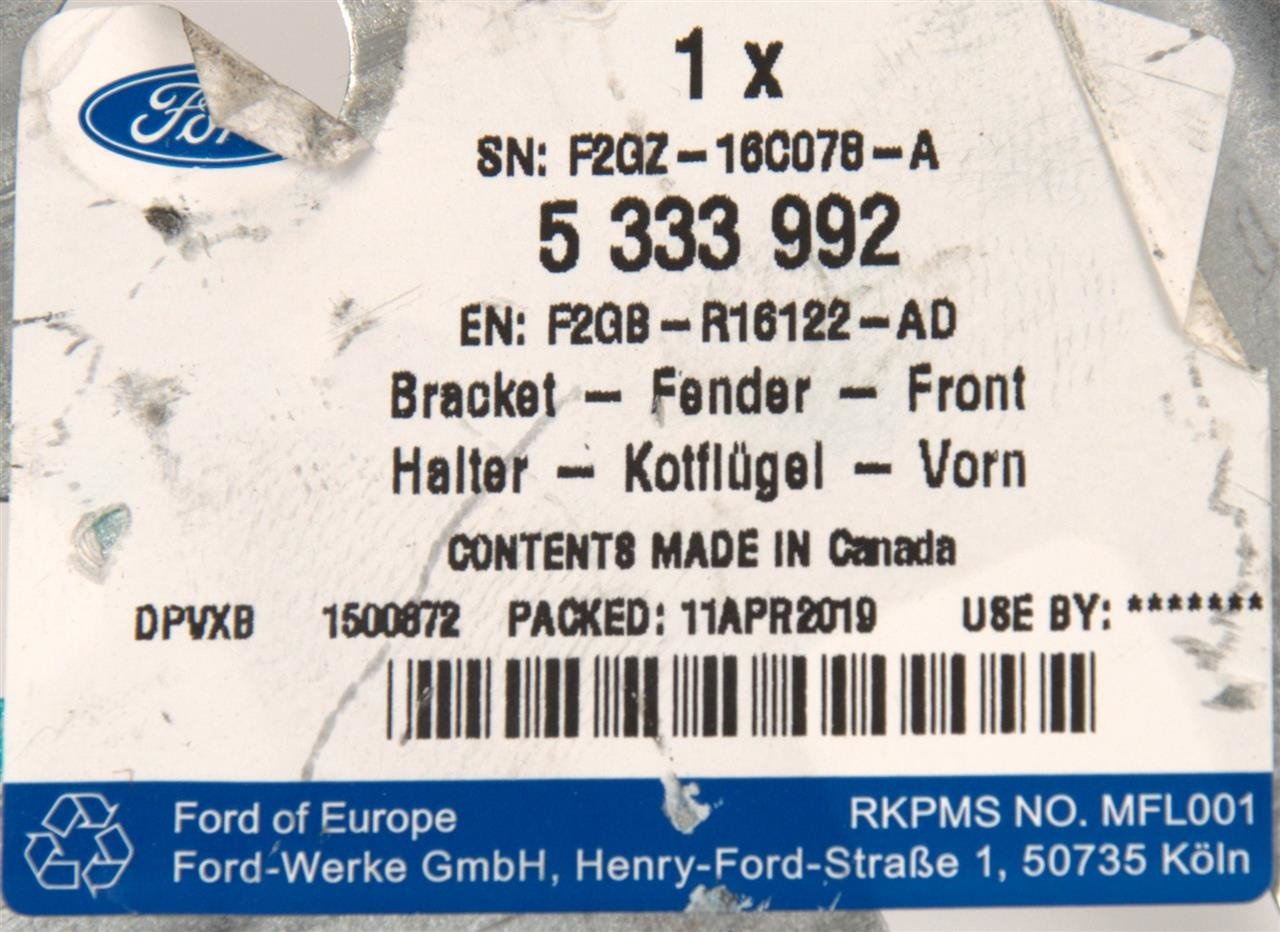 Ford
1 x
SN: F2GZ-16C078-A
5 333 992
EN: F2GB-R16122-AD
Bracket - Fender - Front
Halter - Kotflügel - Vorn
CONTENTS MADE IN Canada
DPVXB 1500872 PACKED: 11APR2019 USE BY: *******
Ford of Europe RKPMS NO. MFL001
Ford-Werke GmbH, Henry-Ford-Straße 1, 50735 Köln